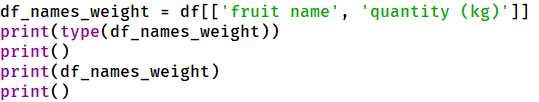 df_names_weight = df[['fruit name', 'quantity (kg)']]
print(type(df_names_weight))
print()
print(df_names_weight)
print()